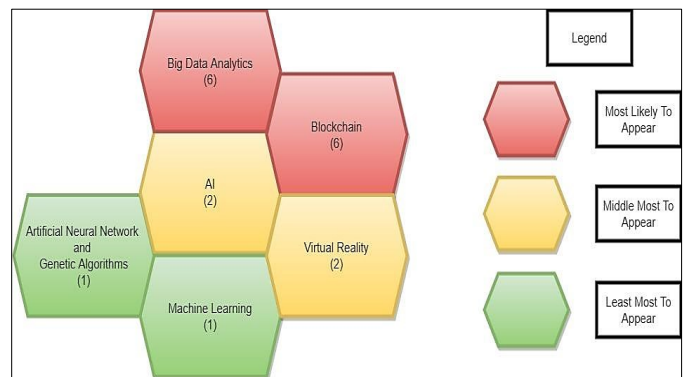 Big Data Analytics
(6)
Blockchain
(6)
AI
(2)
Virtual Reality
(2)
Artificial Neural Network
and
Genetic Algorithms
(1)
Machine Learning
(1)
Legend
Most Likely To
Appear
Middle Most To
Appear
Least Most To
Appear